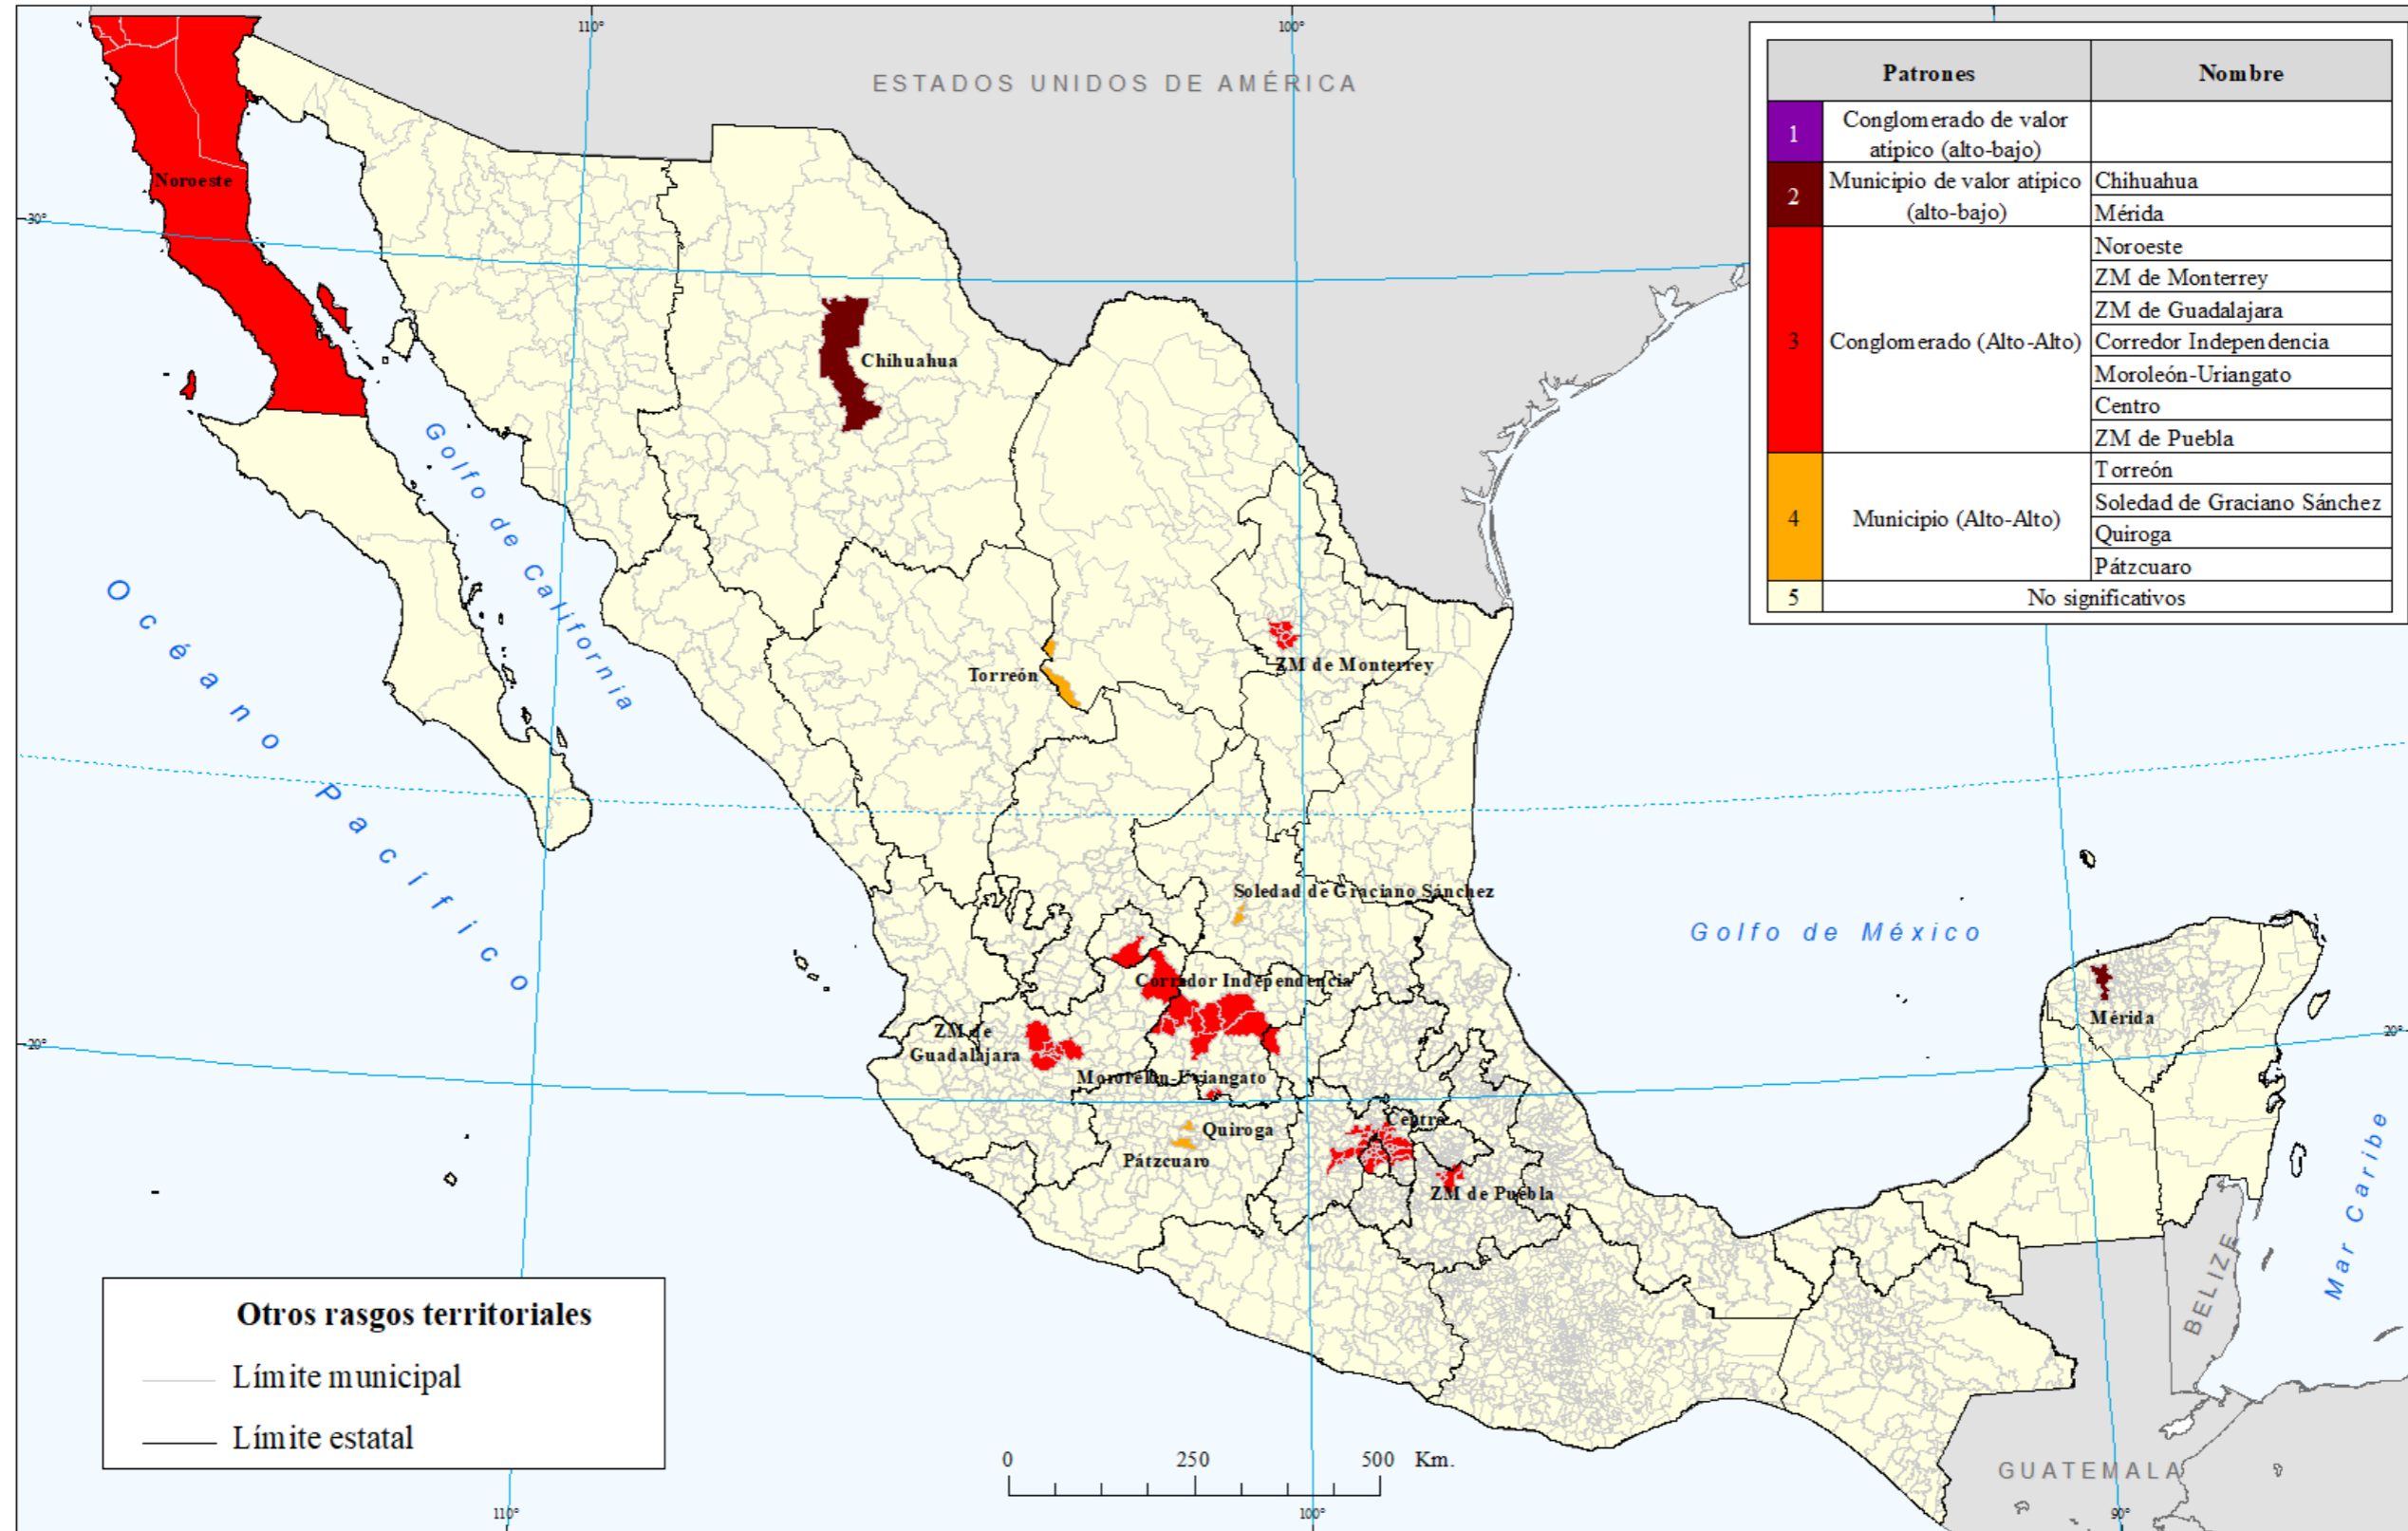 110°
100°
ESTADOS UNIDOS DE AMÉRICA
Patrones
Nombre
1
Conglomerado de valor
atípico (alto-bajo)
2
Municipio de valor atípico
(alto-bajo)
Chihuahua
Mérida
3
Conglomerado (Alto-Alto)
Noroeste
ZM de Monterrey
ZM de Guadalajara
Corredor Independencia
Moroleón-Uriangato
Centro
ZM de Puebla
4
Municipio (Alto-Alto)
Torreón
Soledad de Graciano Sánchez
Quiroga
Pátzcuaro
5
No significativos
Noroeste
30°
Chihuahua
Golfo de California
Océano Pacífico
ZM de Monterrey
Torreón
Soledad de Graciano Sánchez
Golfo de México
Corredor Independencia
Mérida
ZM de
Guadalajara
20°
20°
Moroleón-Uriangato
Centro
Quiroga
Pátzcuaro
ZM de Puebla
Mar Caribe
BELIZE
GUATEMALA
Otros rasgos territoriales
Límite municipal
Límite estatal
0
250
500
Km.
110°
100°
90°